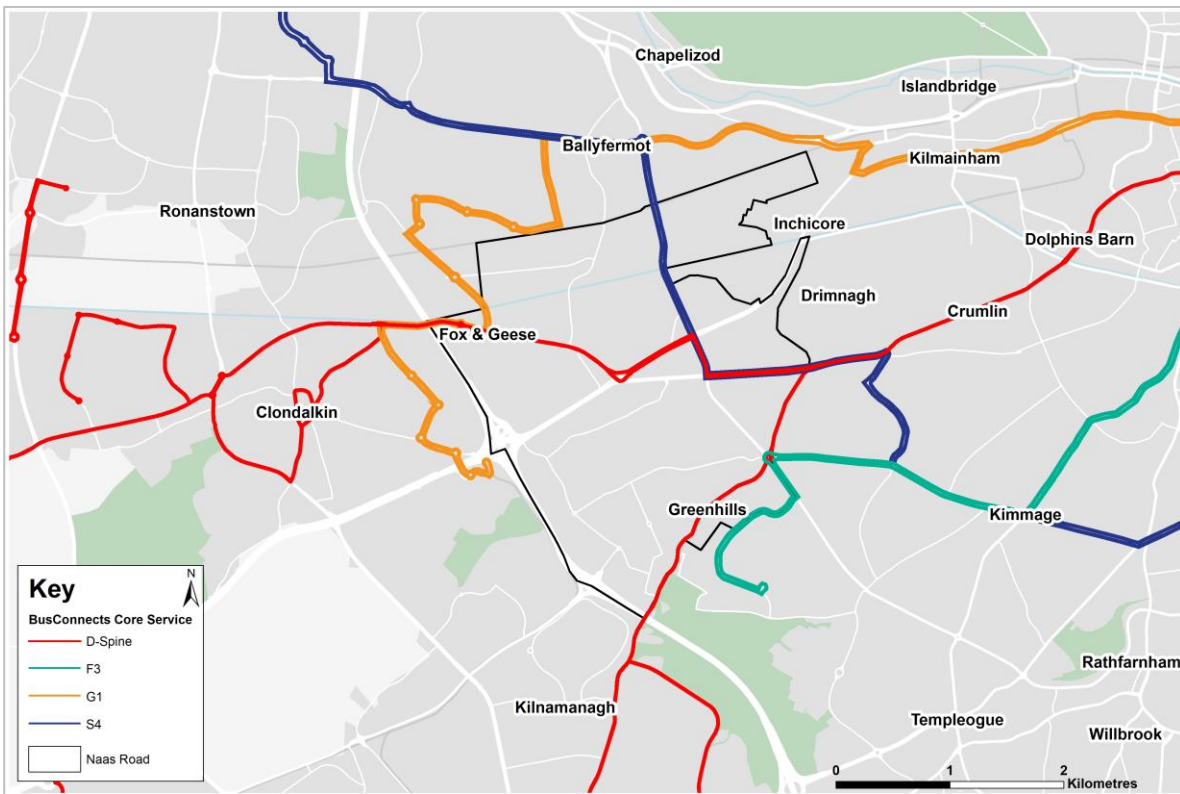 Chapelizod
Islandbridge
Ballyfermot
Kilmainham
Ronanstown
Inchicore
Dolphins Barn
Drimnagh
Crumlin
Fox & Geese
Clondalkin
Greenhills
Kimmage
Key
N
BusConnects Core Service
D-Spine
F3
G1
S4
Naas Road
Rathfarnham
Kilnamanagh
Templeogue
Willbrook
0 1 2
Kilometres